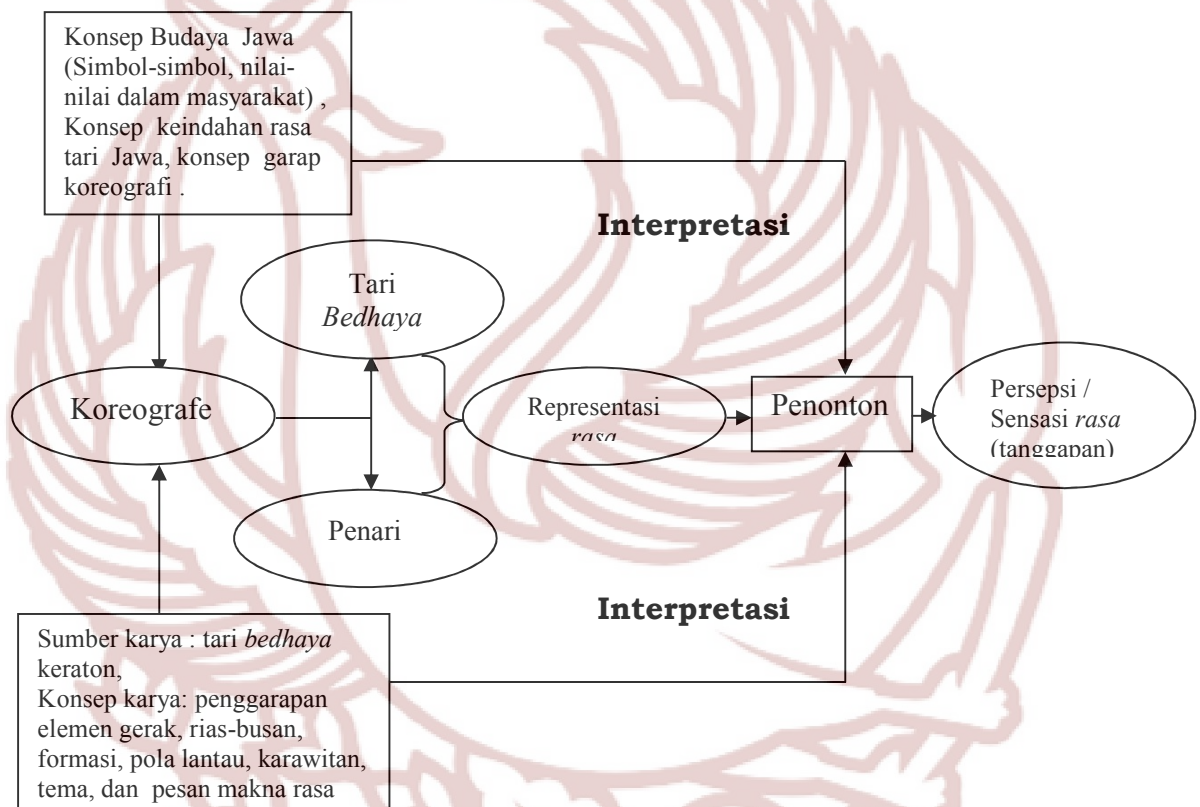 Konsep Budaya Jawa
(Simbol-simbol, nilai-
nilai dalam masyarakat) ,
Konsep keindahan rasa
tari Jawa, konsep garap
koreografi .
Interpretasi
Tari
Bedhaya
Koreografe
Representasi
rasa
Penonton
Persepsi /
Sensasi rasa
(tanggapan)
Penari
Interpretasi
Sumber karya : tari bedhaya
keraton,
Konsep karya: penggarapan
elemen gerak, rias-busan,
formasi, pola lantau, karawitan,
tema, dan pesan makna rasa